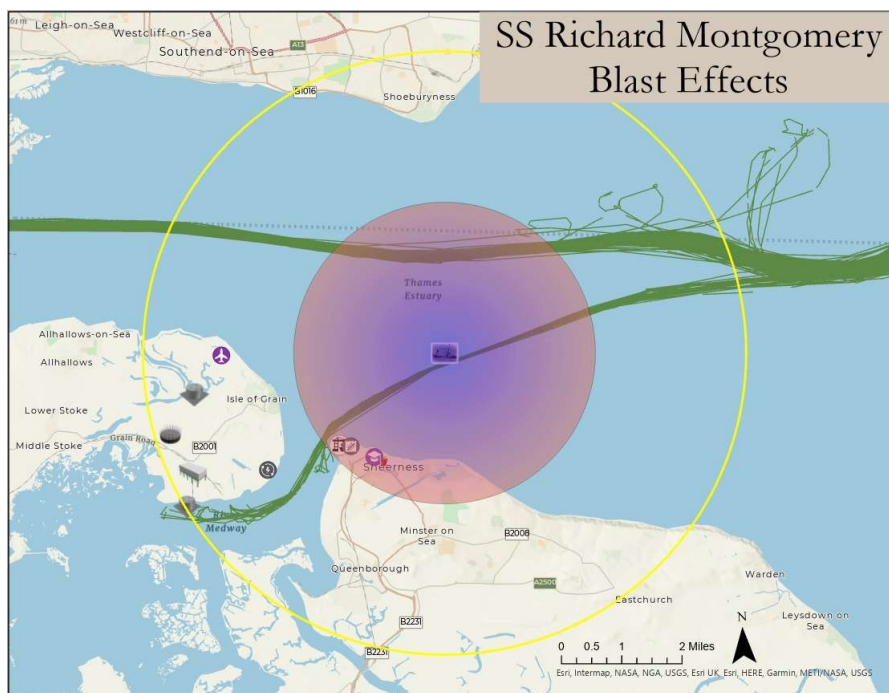 SS Richard Montgomery
Blast Effects
61 m
Leigh-on-Sea
Westcliff-on-Sea
Southend-on-Sea
A13
B1016
Shoeburyness
Thames
Estuary
Allhallows-on-Sea
Allhallows
Isle of Grain
Lower Stoke
Middle Stoke
Grain Road
B2001
Sheerness
Medway
Minster on
Sea
B2008
Queenborough
A2500
Eastchurch
Warden
Leysdown on
Sea
B2231
B2231
N
0 0.5 1 2 Miles
Esri, Intermap, NASA, NGA, USGS, Esri UK, Esri, HERE, Garmin, METI/NASA, USGS